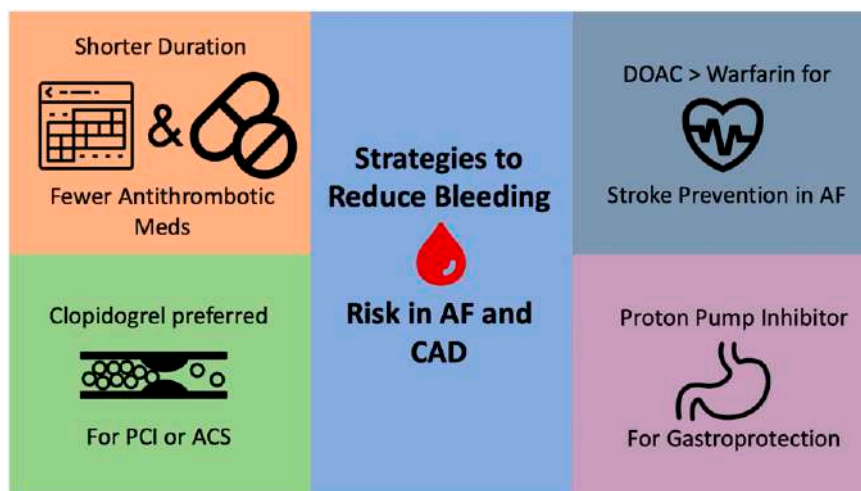 Shorter Duration
&
Fewer Antithrombotic
Meds
Clopidogrel preferred
For PCI or ACS
Strategies to
Reduce Bleeding
Risk in AF and
CAD
DOAC > Warfarin for
Stroke Prevention in AF
Proton Pump Inhibitor
For Gastroprotection